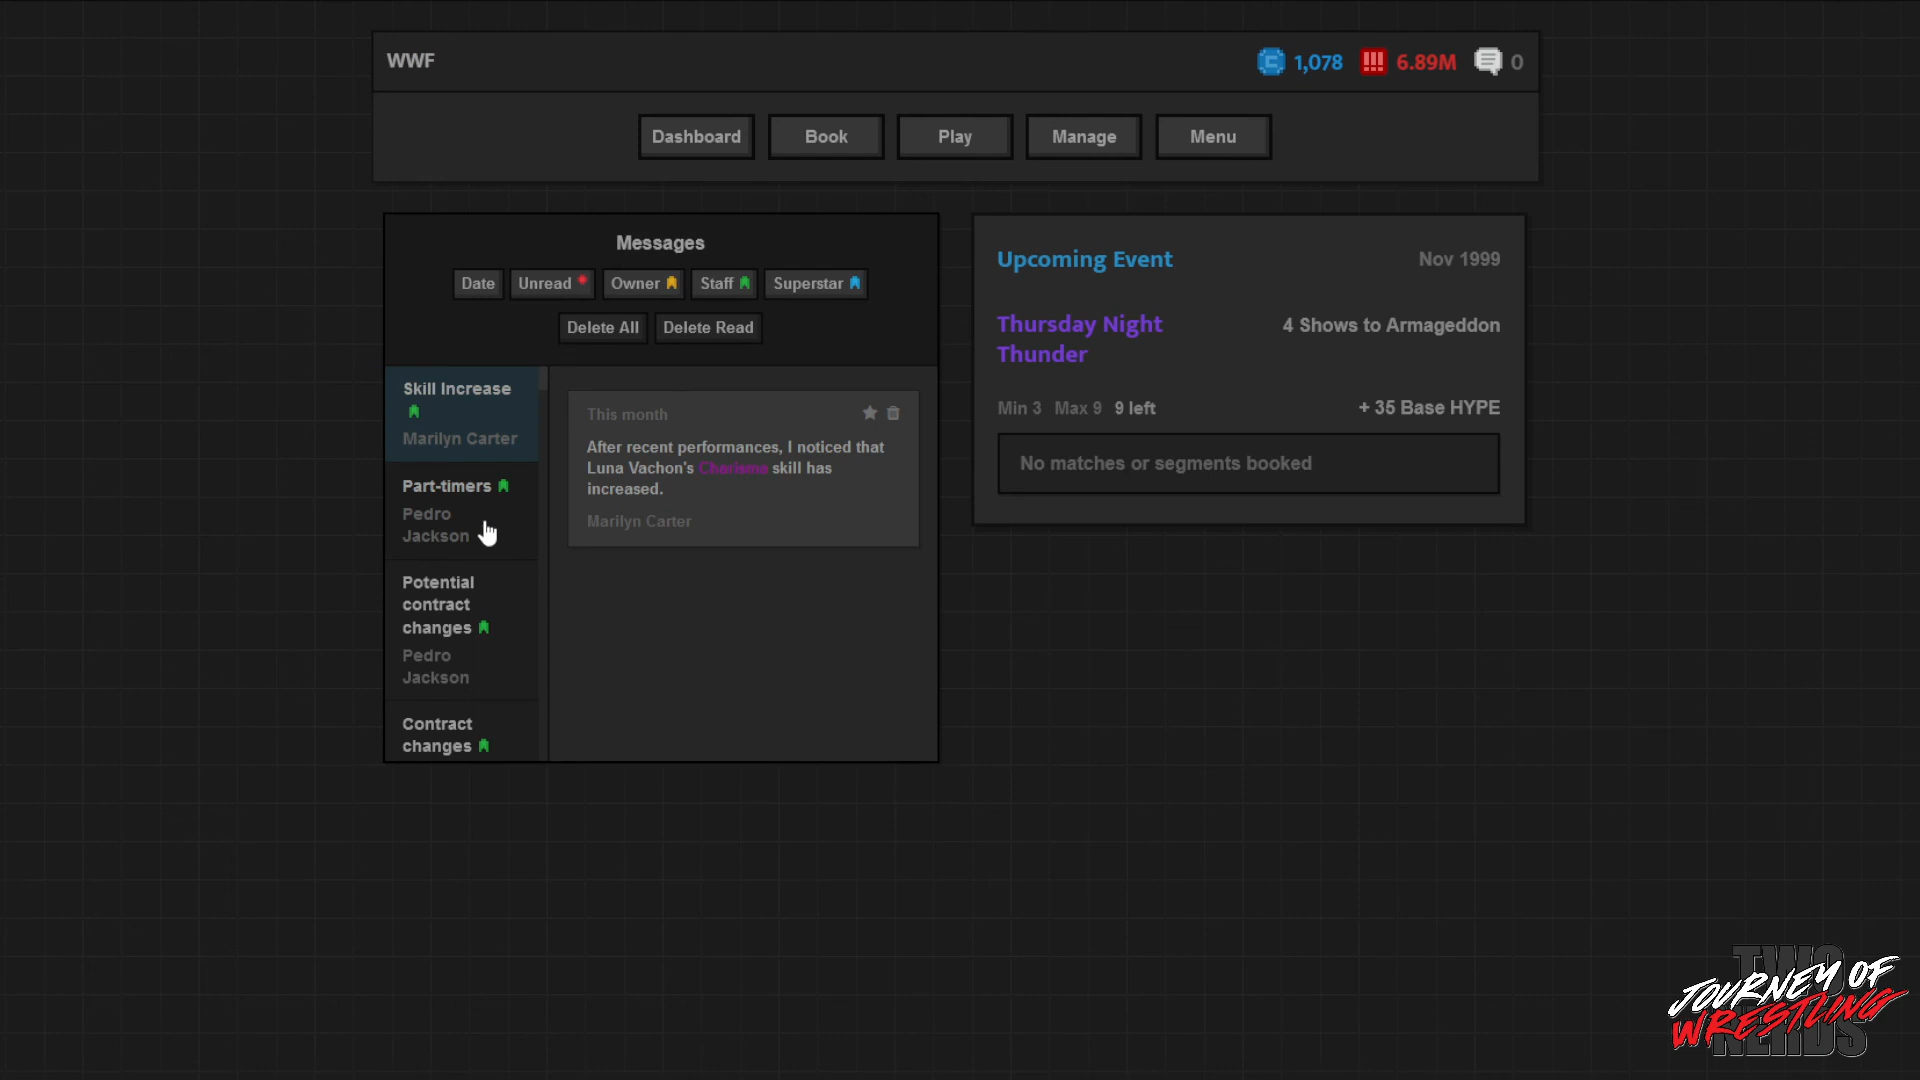 WWF
1,078
6.89M
0
Dashboard
Book
Play
Manage
Menu
Messages
Date
Unread
Owner
Staff
Superstar
Delete All
Delete Read
Skill Increase
Marilyn Carter
Part-timers
Pedro
Jackson
Potential
contract
changes
Pedro
Jackson
Contract
changes
This month
After recent performances, I noticed that
Luna Vachon's Charisma skill has
increased.
Marilyn Carter
Upcoming Event
Nov 1999
Thursday Night
Thunder
4 Shows to Armageddon
Min 3 Max 9 9 left
+ 35 Base HYPE
No matches or segments booked
TWO
JOURNEY OF
WRESTLING
NERDS